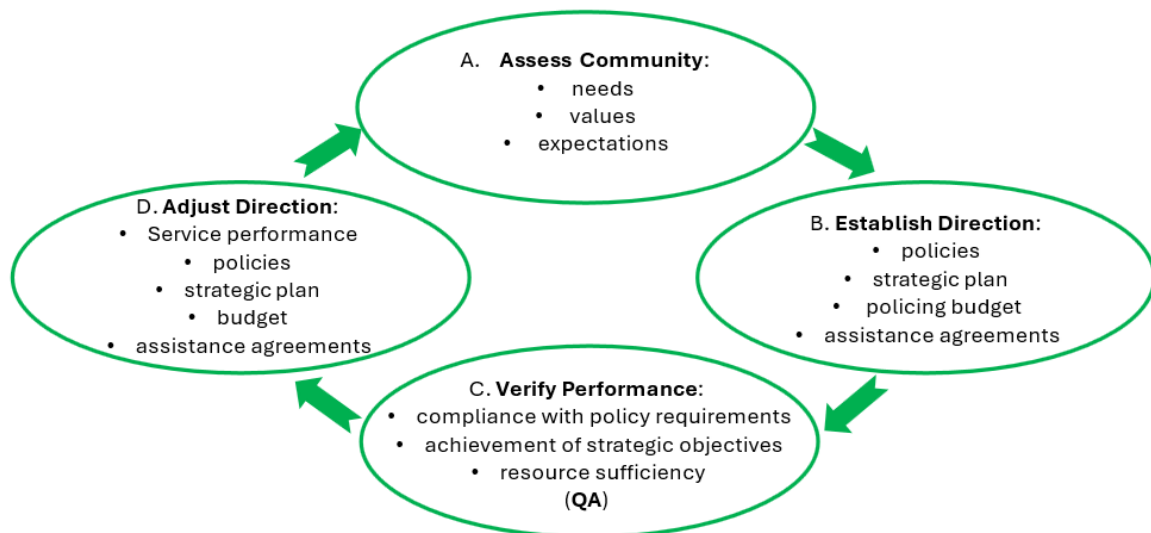 A. Assess Community:
• needs
• values
• expectations
B. Establish Direction:
• policies
• strategic plan
• policing budget
• assistance agreements
C. Verify Performance:
• compliance with policy requirements
• achievement of strategic objectives
• resource sufficiency
(QA)
D. Adjust Direction:
• Service performance
• policies
• strategic plan
• budget
• assistance agreements